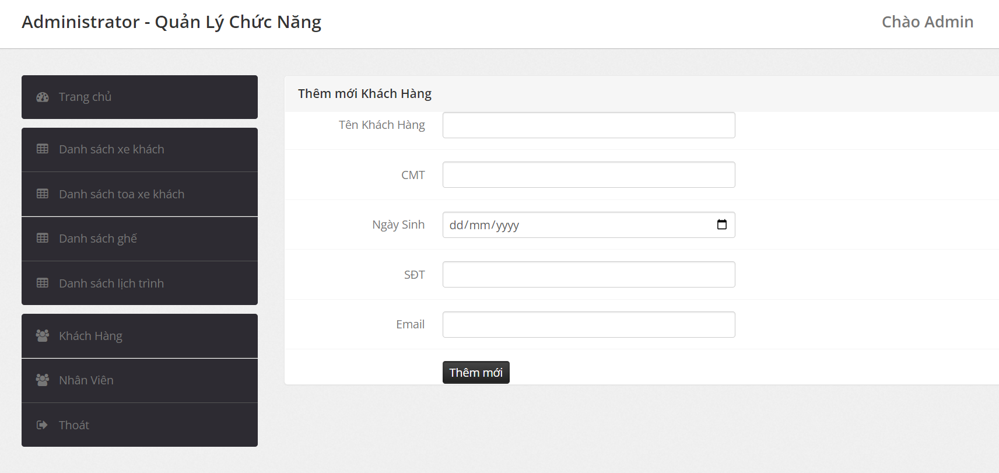 Administrator - Quản Lý Chức Năng
Chào Admin
Trang chủ
Danh sách xe khách
Danh sách toa xe khách
Danh sách ghế
Danh sách lịch trình
Khách Hàng
Nhân Viên
Thoát
Thêm mới Khách Hàng
Tên Khách Hàng
CMT
Ngày Sinh
dd/mm/yyyy
SĐT
Email
Thêm mới